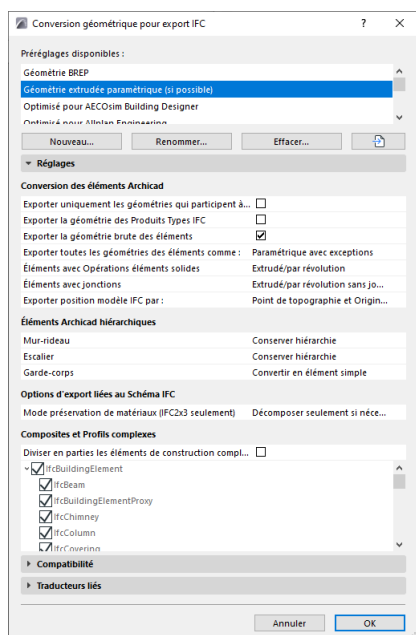 Conversion géométrique pour export IFC
Préréglages disponibles :
Géométrie BREP
Géométrie extrudée paramétrique (si possible)
Optimisé pour AECOsim Building Designer
Optimisé pour Allplan Engineering
Nouveau...
Renommer...
Effacer...
Réglages
Conversion des éléments Archicad
Exporter uniquement les géométries qui participent à...
Exporter la géométrie des Produits Types IFC
Exporter la géométrie brute des éléments
Exporter toutes les géométries des éléments comme : Paramétrique avec exceptions
Éléments avec Opérations éléments solides Extrudé/par révolution
Éléments avec jonctions Extrudé/par révolution sans jo...
Exporter position modèle IFC par : Point de topographie et Origin...
Éléments Archicad hiérarchiques
Mur-rideau Conserver hiérarchie
Escalier Conserver hiérarchie
Garde-corps Convertir en élément simple
Options d'export liées au Schéma IFC
Mode préservation de matériaux (IFC2x3 seulement) Décomposer seulement si néce...
Composites et Profils complexes
Diviser en parties les éléments de construction compl...
IfcBuildingElement
IfcBeam
IfcBuildingElementProxy
IfcChimney
IfcColumn
IfcCovering
Compatibilité
Traducteurs liés
Annuler
OK